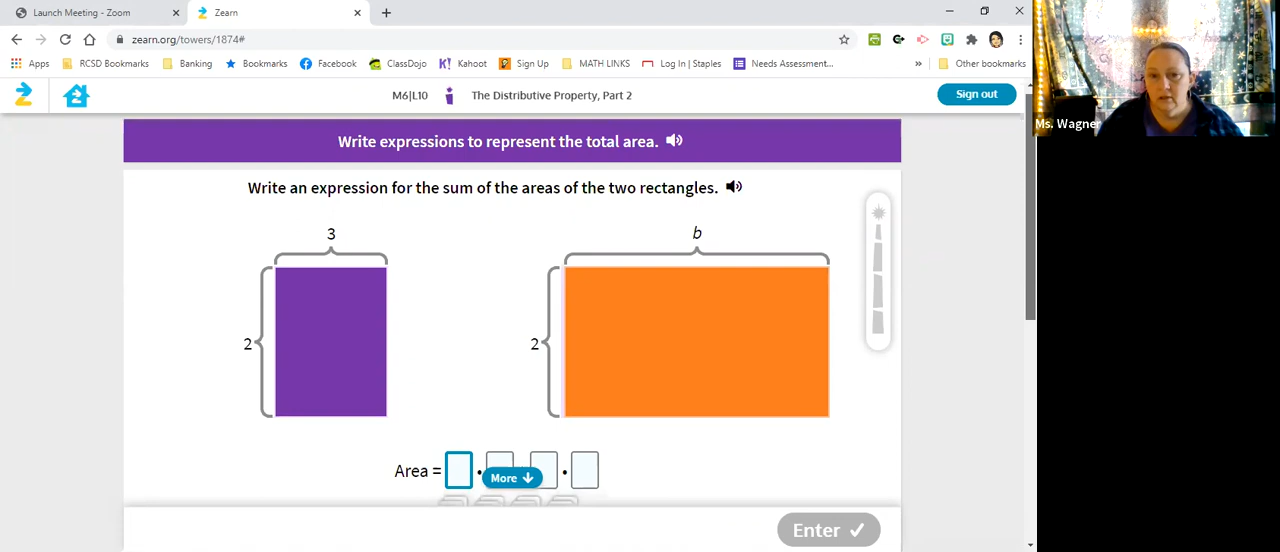 Launch Meeting - Zoom
Zearn
zearn.org/towers/1874#
Apps RCSD Bookmarks Banking Bookmarks Facebook ClassDojo K! Kahoot Sign Up MATH LINKS Log In | Staples Needs Assessment... » Other bookmarks
M6|L10 The Distributive Property, Part 2 Sign out
Ms. Wagner
Write expressions to represent the total area.
Write an expression for the sum of the areas of the two rectangles.
3 b
2 2
Area = · ·
More ↓
Enter ✓